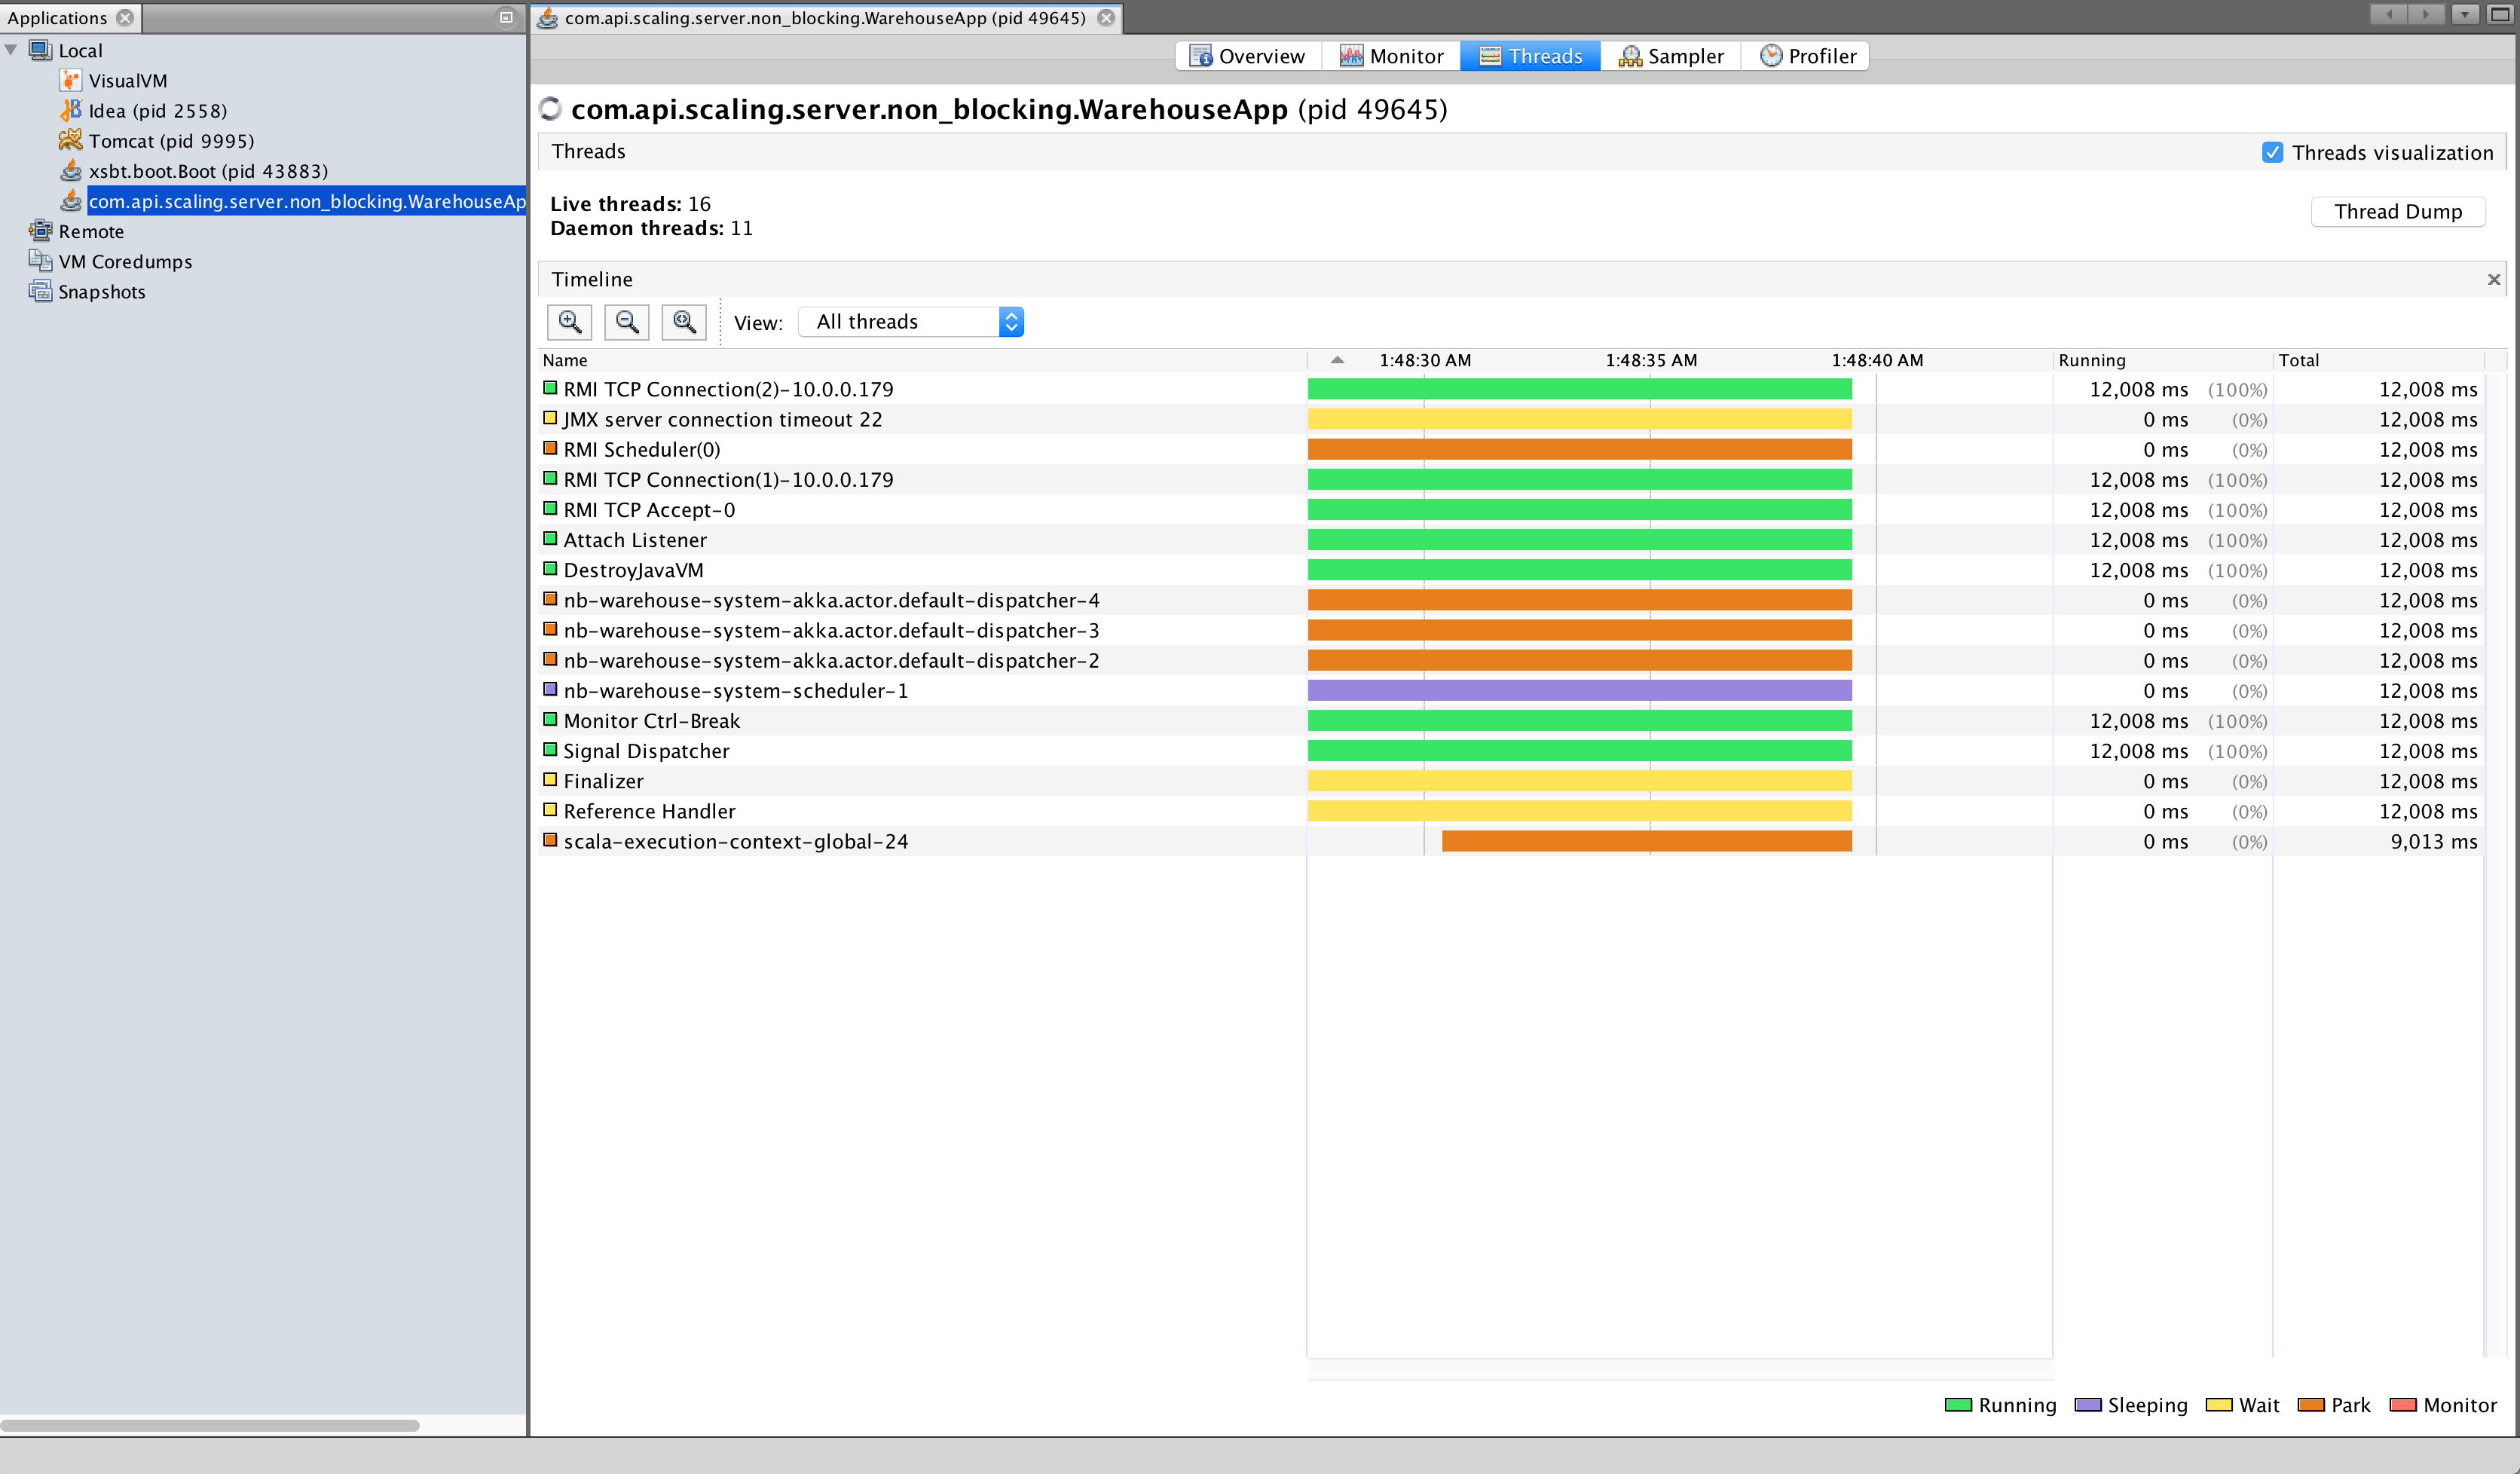 Applications
com.api.scaling.server.non_blocking.WarehouseApp (pid 49645)
Local
VisualVM
Idea (pid 2558)
Tomcat (pid 9995)
xsbt.boot.Boot (pid 43883)
com.api.scaling.server.non_blocking.WarehouseAp
Remote
VM Coredumps
Snapshots
Overview Monitor Threads Sampler Profiler
com.api.scaling.server.non_blocking.WarehouseApp (pid 49645)
Threads Threads visualization
Live threads: 16
Daemon threads: 11
Thread Dump
Timeline
View: All threads
Name 1:48:30 AM 1:48:35 AM 1:48:40 AM Running Total
RMI TCP Connection(2)-10.0.0.179 12,008 ms (100%) 12,008 ms
JMX server connection timeout 22 0 ms (0%) 12,008 ms
RMI Scheduler(0) 0 ms (0%) 12,008 ms
RMI TCP Connection(1)-10.0.0.179 12,008 ms (100%) 12,008 ms
RMI TCP Accept-0 12,008 ms (100%) 12,008 ms
Attach Listener 12,008 ms (100%) 12,008 ms
DestroyJavaVM 12,008 ms (100%) 12,008 ms
nb-warehouse-system-akka.actor.default-dispatcher-4 0 ms (0%) 12,008 ms
nb-warehouse-system-akka.actor.default-dispatcher-3 0 ms (0%) 12,008 ms
nb-warehouse-system-akka.actor.default-dispatcher-2 0 ms (0%) 12,008 ms
nb-warehouse-system-scheduler-1 0 ms (0%) 12,008 ms
Monitor Ctrl-Break 12,008 ms (100%) 12,008 ms
Signal Dispatcher 12,008 ms (100%) 12,008 ms
Finalizer 0 ms (0%) 12,008 ms
Reference Handler 0 ms (0%) 12,008 ms
scala-execution-context-global-24 0 ms (0%) 9,013 ms
Running Sleeping Wait Park Monitor